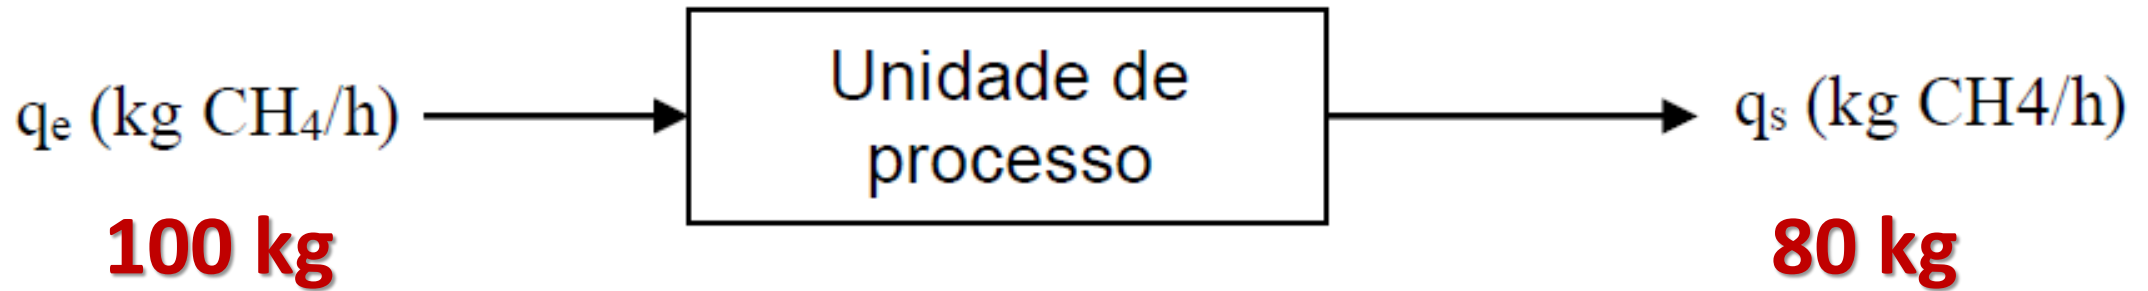 qₑ (kg CH₄/h)
Unidade de
processo
qₛ (kg CH4/h)
100 kg
80 kg